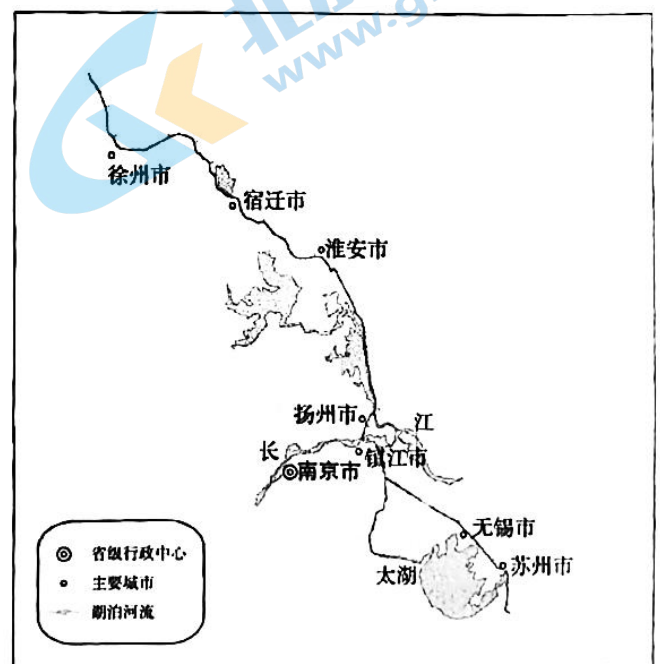 www.g
徐州市
宿迁市
淮安市
扬州市
长 江
镇江市
南京市
无锡市
太湖
苏州市
省级行政中心
主要城市
湖泊河流